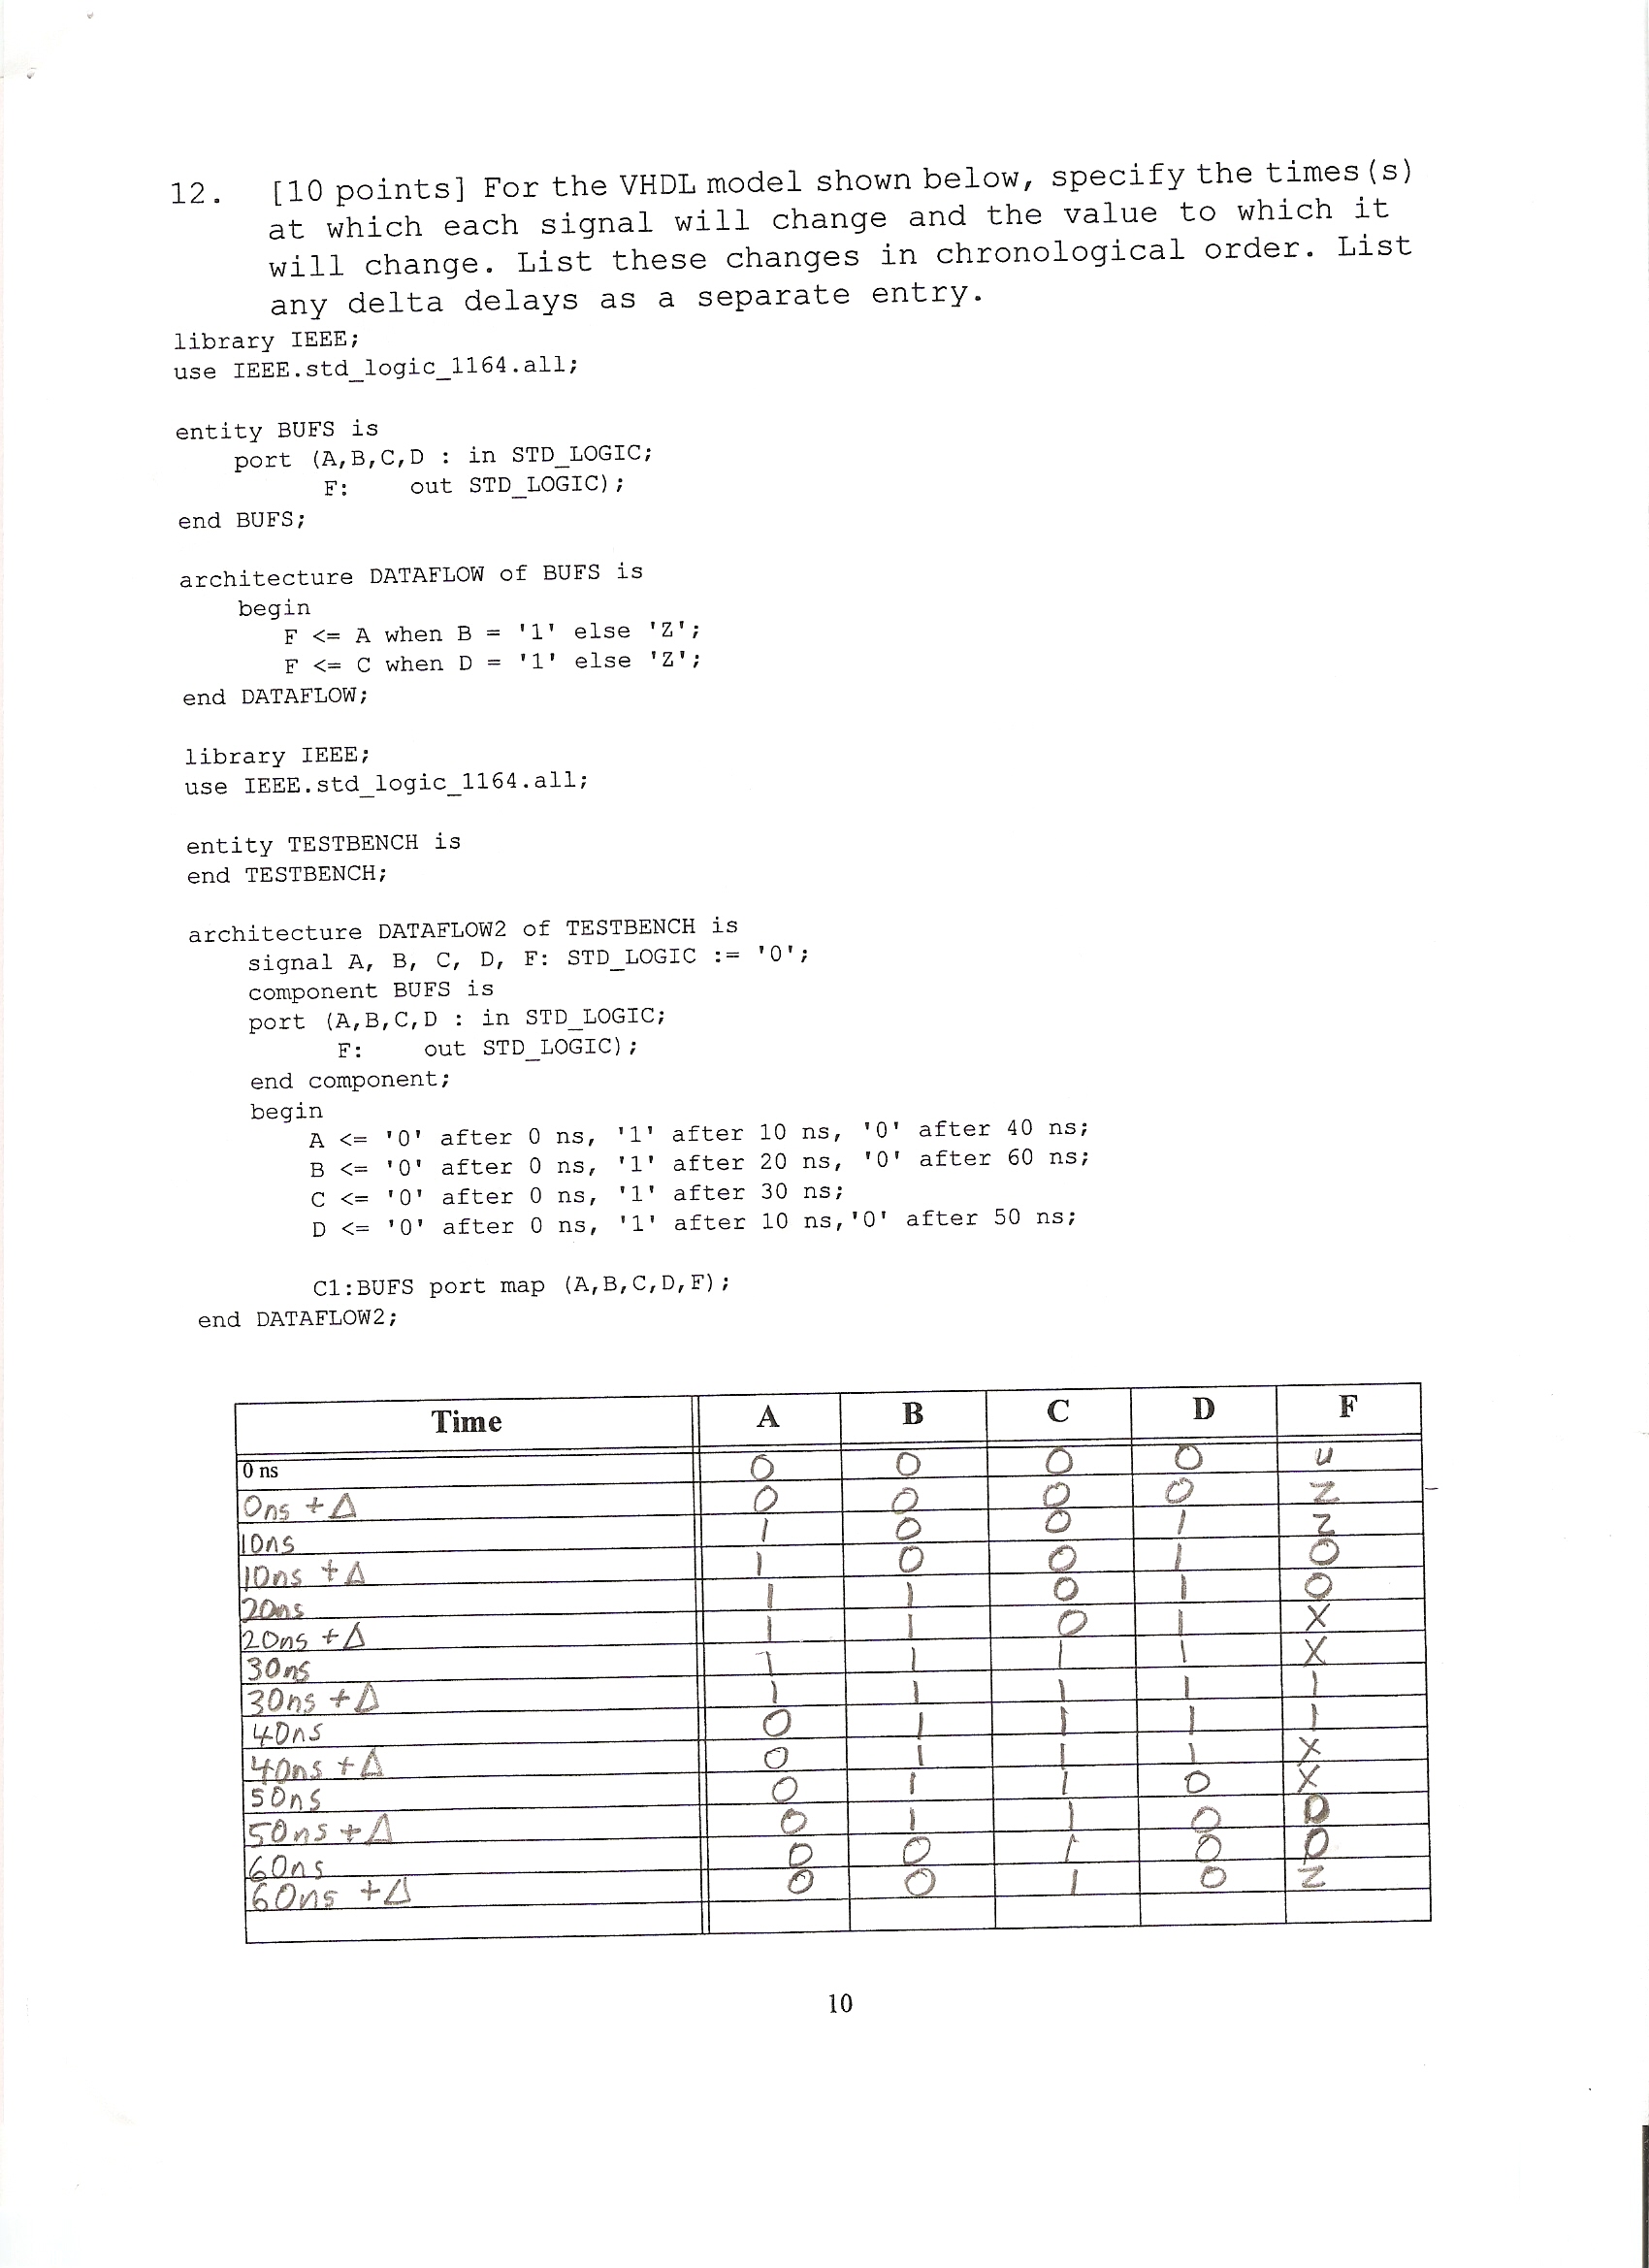 12. [10 points] For the VHDL model shown below, specify the times(s)
at which each signal will change and the value to which it
will change. List these changes in chronological order. List
any delta delays as a separate entry.
library IEEE;
use IEEE.std_logic_1164.all;
entity BUFS is
port (A,B,C,D : in STD_LOGIC;
F: out STD_LOGIC);
end BUFS;
architecture DATAFLOW of BUFS is
begin
F <= A when B = '1' else 'Z';
F <= C when D = '1' else 'Z';
end DATAFLOW;
library IEEE;
use IEEE.std_logic_1164.all;
entity TESTBENCH is
end TESTBENCH;
architecture DATAFLOW2 of TESTBENCH is
signal A, B, C, D, F: STD_LOGIC := '0';
component BUFS is
port (A,B,C,D : in STD_LOGIC;
F: out STD_LOGIC);
end component;
begin
A <= '0' after 0 ns, '1' after 10 ns, '0' after 40 ns;
B <= '0' after 0 ns, '1' after 20 ns, '0' after 60 ns;
C <= '0' after 0 ns, '1' after 30 ns;
D <= '0' after 0 ns, '1' after 10 ns,'0' after 50 ns;
C1:BUFS port map (A,B,C,D,F);
end DATAFLOW2;
Time A B C D F
0 ns 0 0 0 0 u
0ns + Δ 0 0 0 0 Z
10ns 1 0 0 1 Z
10ns + Δ 1 0 0 1 0
20ns 1 1 0 1 0
20ns + Δ 1 1 0 1 X
30ns 1 1 1 1 X
30ns + Δ 1 1 1 1 1
40ns 0 1 1 1 1
40ns + Δ 0 1 1 1 X
50ns 0 1 1 0 X
50ns + Δ 0 1 1 0 0
60ns 0 0 1 0 0
60ns + Δ 0 0 1 0 Z
10